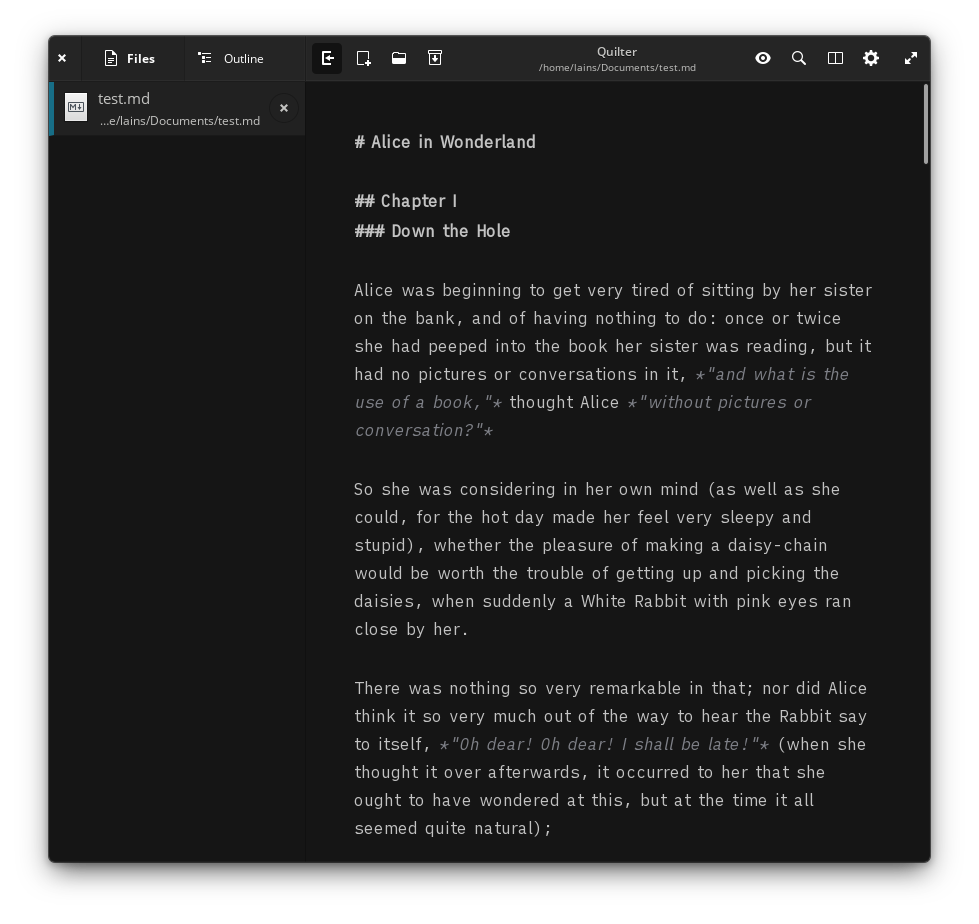 Files
Outline
Quilter
/home/lains/Documents/test.md
test.md
...e/lains/Documents/test.md
# Alice in Wonderland
## Chapter I
### Down the Hole
Alice was beginning to get very tired of sitting by her sister
on the bank, and of having nothing to do: once or twice
she had peeped into the book her sister was reading, but it
had no pictures or conversations in it, *"and what is the
use of a book,"* thought Alice *"without pictures or
conversation?"*
So she was considering in her own mind (as well as she
could, for the hot day made her feel very sleepy and
stupid), whether the pleasure of making a daisy-chain
would be worth the trouble of getting up and picking the
daisies, when suddenly a White Rabbit with pink eyes ran
close by her.
There was nothing so very remarkable in that; nor did Alice
think it so very much out of the way to hear the Rabbit say
to itself, *"Oh dear! Oh dear! I shall be late!"* (when she
thought it over afterwards, it occurred to her that she
ought to have wondered at this, but at the time it all
seemed quite natural);